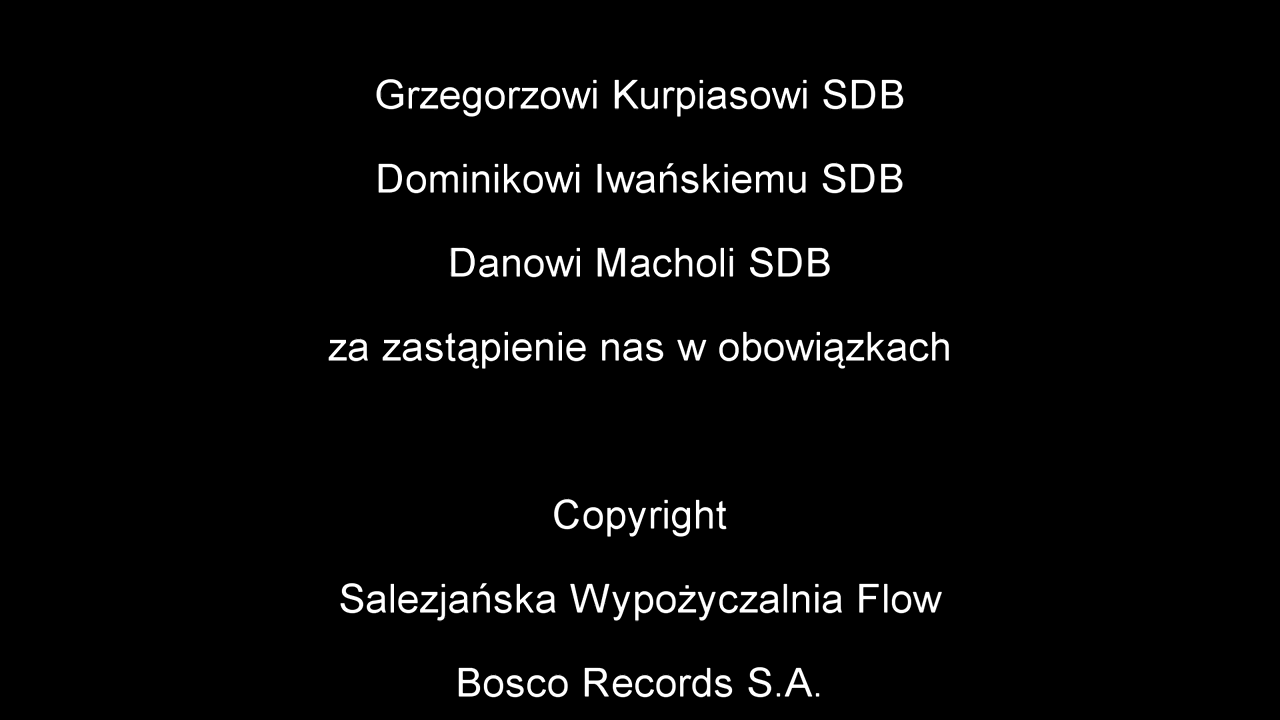 Grzegorzowi Kurpiasowi SDB
Dominikowi Iwańskiemu SDB
Danowi Macholi SDB
za zastąpienie nas w obowiązkach
Copyright
Salezjańska Wypożyczalnia Flow
Bosco Records S.A.